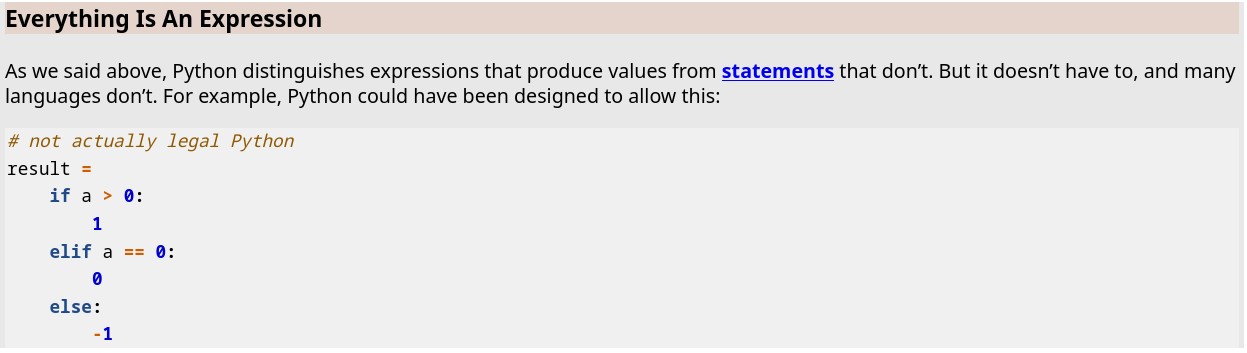 Everything Is An Expression
As we said above, Python distinguishes expressions that produce values from statements that don’t. But it doesn’t have to, and many
languages don’t. For example, Python could have been designed to allow this:
# not actually legal Python
result =
    if a > 0:
        1
    elif a == 0:
        0
    else:
        -1